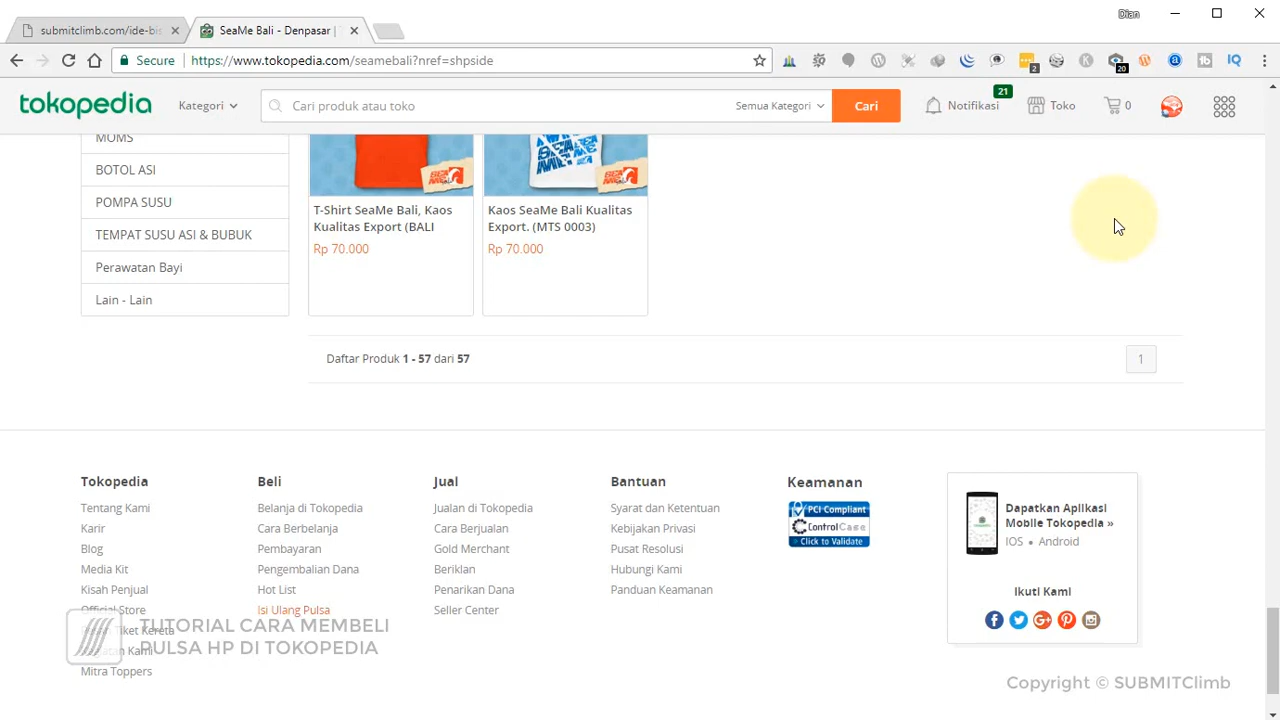 Dian
submitclimb.com/ide-bis
SeaMe Bali - Denpasar |
Secure
https://www.tokopedia.com/seamebali?nref=shpside
2
20
tokopedia
Kategori
Cari produk atau toko
Semua Kategori
Cari
Notifikasi
21
Toko
0
MOMS
BOTOL ASI
POMPA SUSU
TEMPAT SUSU ASI & BUBUK
Perawatan Bayi
Lain - Lain
T-Shirt SeaMe Bali, Kaos
Kualitas Export (BALI
Rp 70.000
Kaos SeaMe Bali Kualitas
Export. (MTS 0003)
Rp 70.000
Daftar Produk 1 - 57 dari 57
1
Tokopedia
Tentang Kami
Karir
Blog
Media Kit
Kisah Penjual
Official Store
Tiket Kereta
Kami
Mitra Toppers
Beli
Belanja di Tokopedia
Cara Berbelanja
Pembayaran
Pengembalian Dana
Hot List
Isi Ulang Pulsa
Jual
Jualan di Tokopedia
Cara Berjualan
Gold Merchant
Beriklan
Penarikan Dana
Seller Center
Bantuan
Syarat dan Ketentuan
Kebijakan Privasi
Pusat Resolusi
Hubungi Kami
Panduan Keamanan
Keamanan
PCI Compliant
ControlCase
Click to Validate
Dapatkan Aplikasi
Mobile Tokopedia »
IOS • Android
Ikuti Kami
TUTORIAL CARA MEMBELI
PULSA HP DI TOKOPEDIA
Copyright © SUBMITClimb